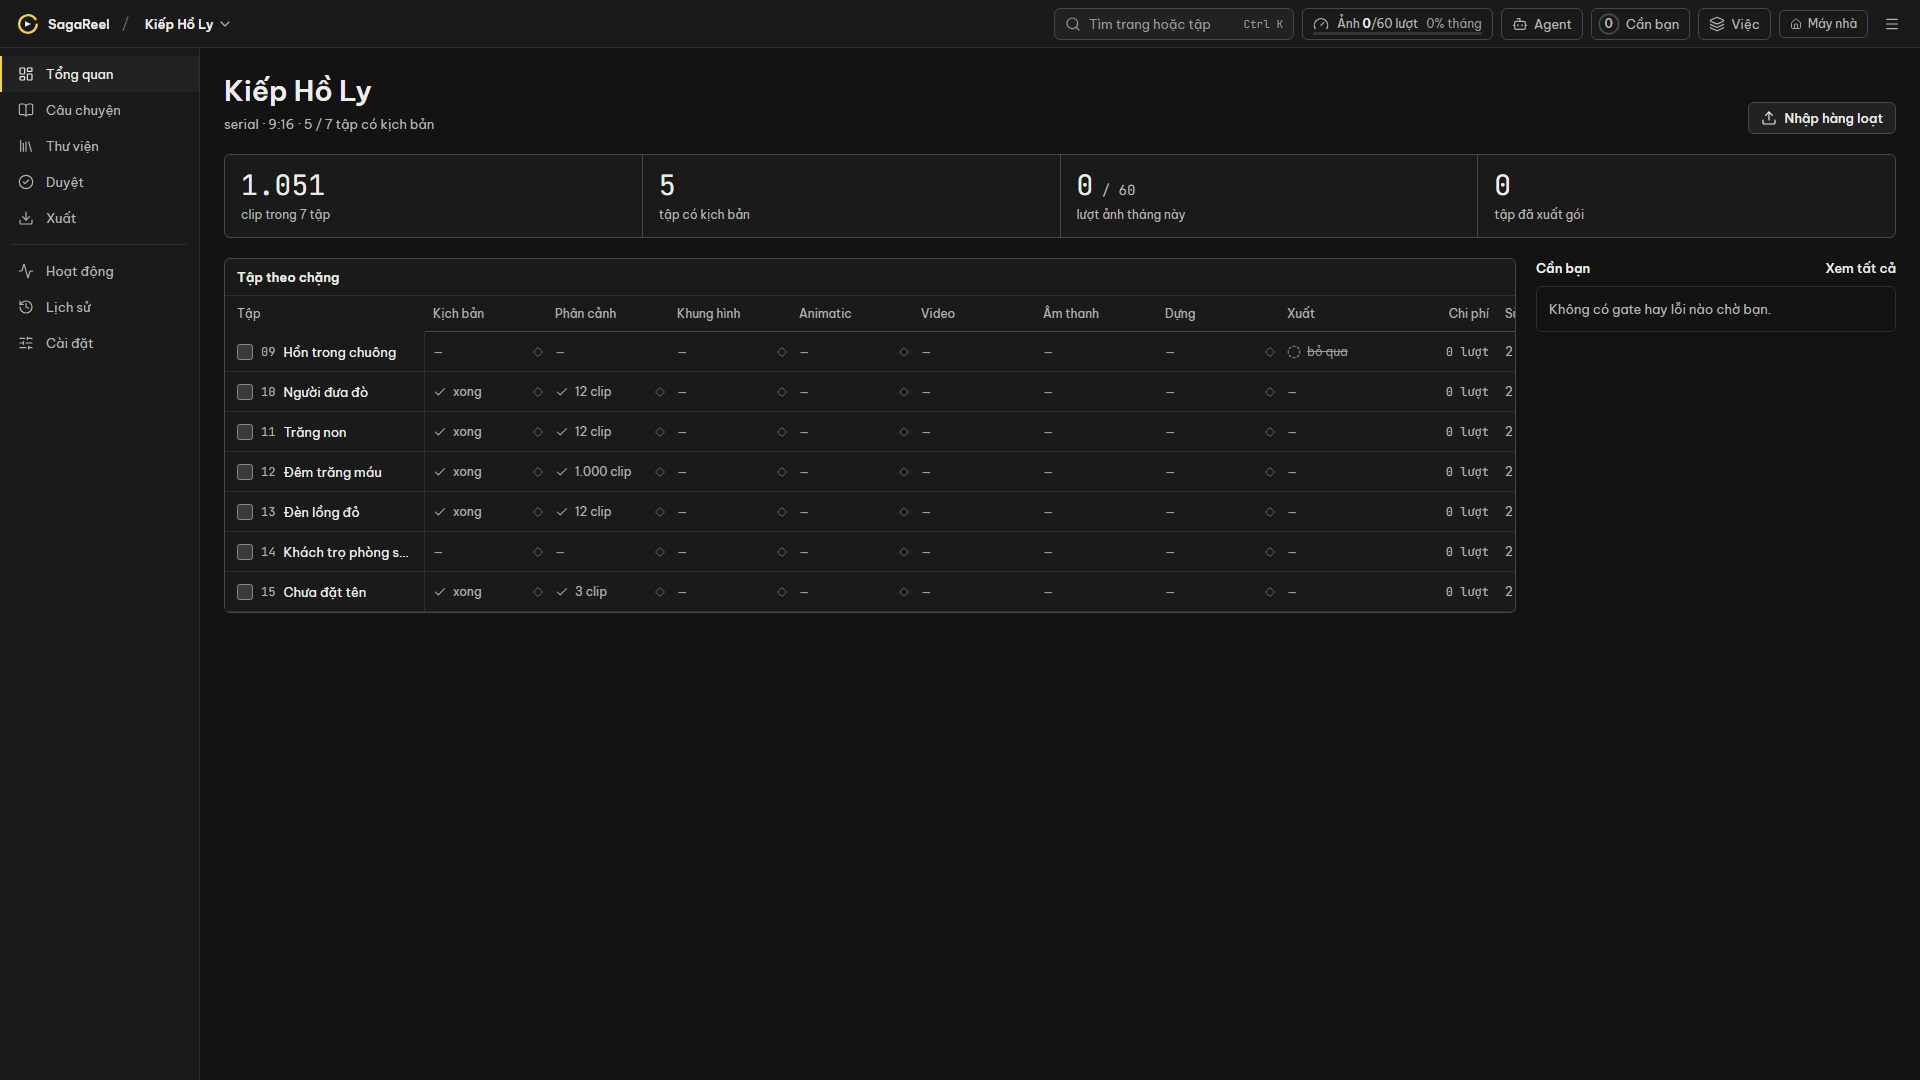 SagaReel / Kiếp Hồ Ly
Tìm trang hoặc tập Ctrl K
Ảnh 0/60 lượt 0% tháng
Agent
0 Cần bạn
Việc
Máy nhà
Tổng quan
Câu chuyện
Thư viện
Duyệt
Xuất
Hoạt động
Lịch sử
Cài đặt
Kiếp Hồ Ly
serial · 9:16 · 5 / 7 tập có kịch bản
Nhập hàng loạt
1.051
clip trong 7 tập
5
tập có kịch bản
0 / 60
lượt ảnh tháng này
0
tập đã xuất gói
Tập theo chặng
Tập Kịch bản Phân cảnh Khung hình Animatic Video Âm thanh Dựng Xuất Chi phí
09 Hồn trong chuông – – – – – – – bỏ qua 0 lượt 2
10 Người đưa đò xong 12 clip – – – – – – 0 lượt 2
11 Trăng non xong 12 clip – – – – – – 0 lượt 2
12 Đêm trăng máu xong 1.000 clip – – – – – – 0 lượt 2
13 Đèn lồng đỏ xong 12 clip – – – – – – 0 lượt 2
14 Khách trọ phòng s... – – – – – – – – 0 lượt 2
15 Chưa đặt tên xong 3 clip – – – – – – 0 lượt 2
Cần bạn Xem tất cả
Không có gate hay lỗi nào chờ bạn.